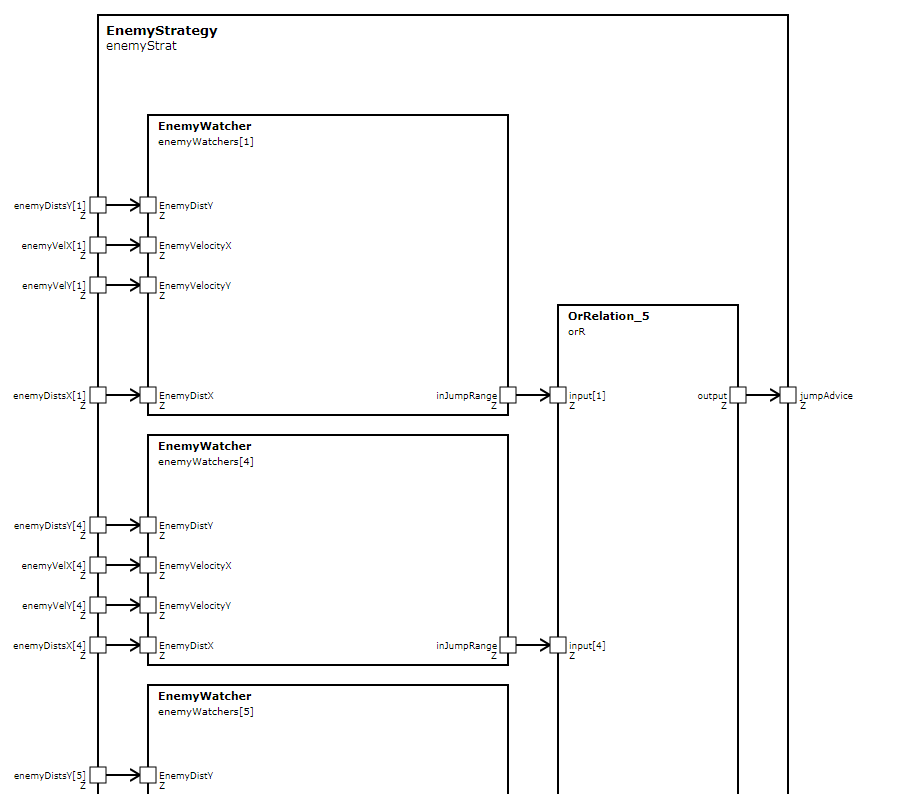 EnemyStrategy
enemyStrat
EnemyWatcher
enemyWatchers[1]
enemyDistsY[1]
Z
EnemyDistY
Z
enemyVelX[1]
Z
EnemyVelocityX
Z
enemyVelY[1]
Z
EnemyVelocityY
Z
OrRelation_5
orR
enemyDistsX[1]
Z
EnemyDistX
Z
inJumpRange
Z
input[1]
Z
output
Z
jumpAdvice
Z
EnemyWatcher
enemyWatchers[4]
enemyDistsY[4]
Z
EnemyDistY
Z
enemyVelX[4]
Z
EnemyVelocityX
Z
enemyVelY[4]
Z
EnemyVelocityY
Z
enemyDistsX[4]
Z
EnemyDistX
Z
inJumpRange
Z
input[4]
Z
EnemyWatcher
enemyWatchers[5]
enemyDistsY[5]
Z
EnemyDistY
Z